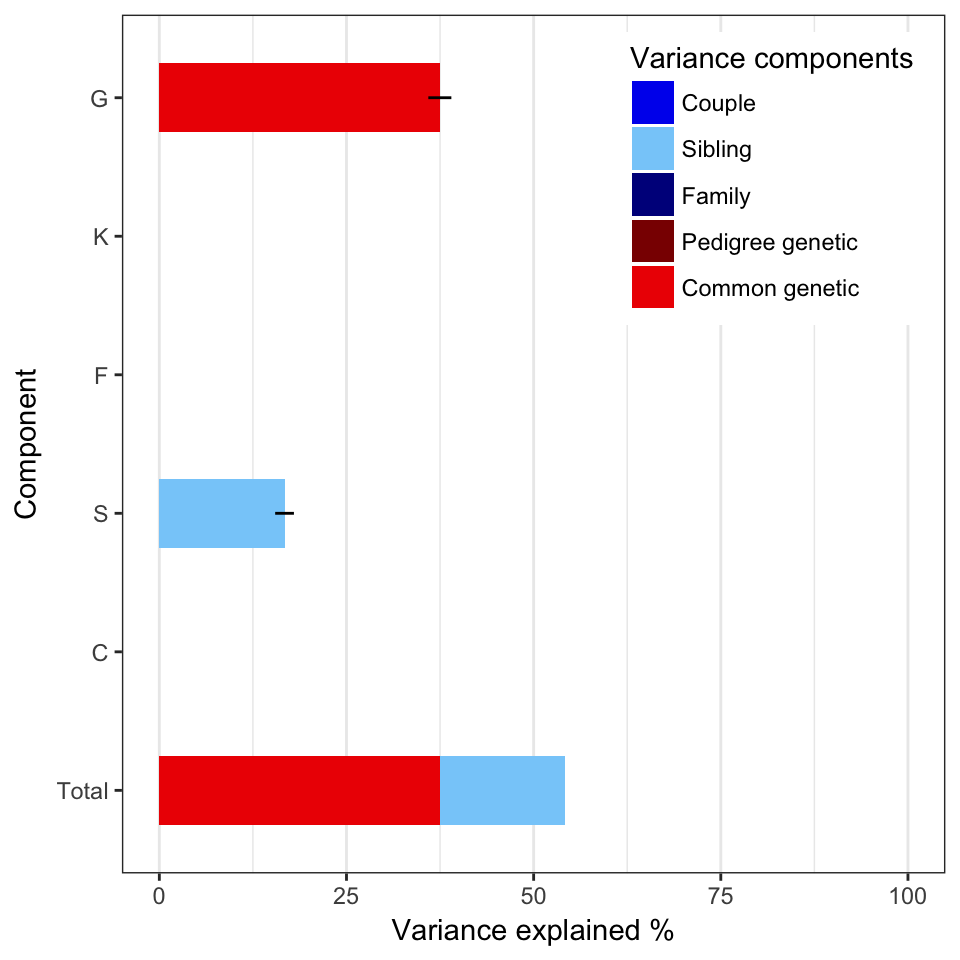 Variance components
Couple
Sibling
Family
Pedigree genetic
Common genetic
Component
G
K
F
S
C
Total
0 25 50 75 100
Variance explained %